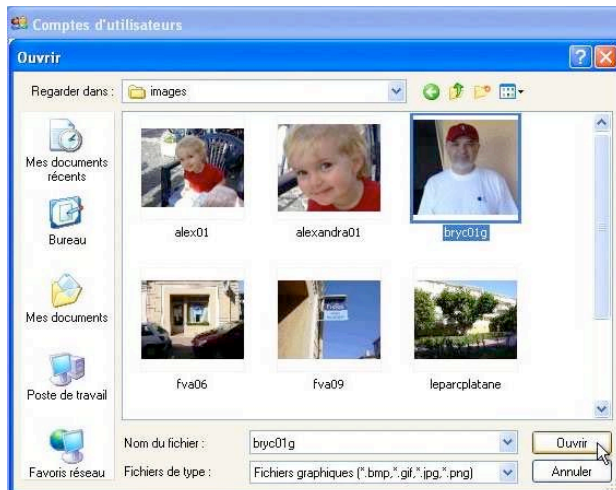 Comptes d'utilisateurs
Ouvrir
Regarder dans :
images
Mes documents
récents
Bureau
Mes documents
Poste de travail
Favoris réseau
alex01
alexandra01
bryc01g
fva06
fva09
leparcplatane
Nom du fichier :
bryc01g
Ouvrir
Fichiers de type :
Fichiers graphiques (*.bmp,*.gif,*.jpg,*.png)
Annuler